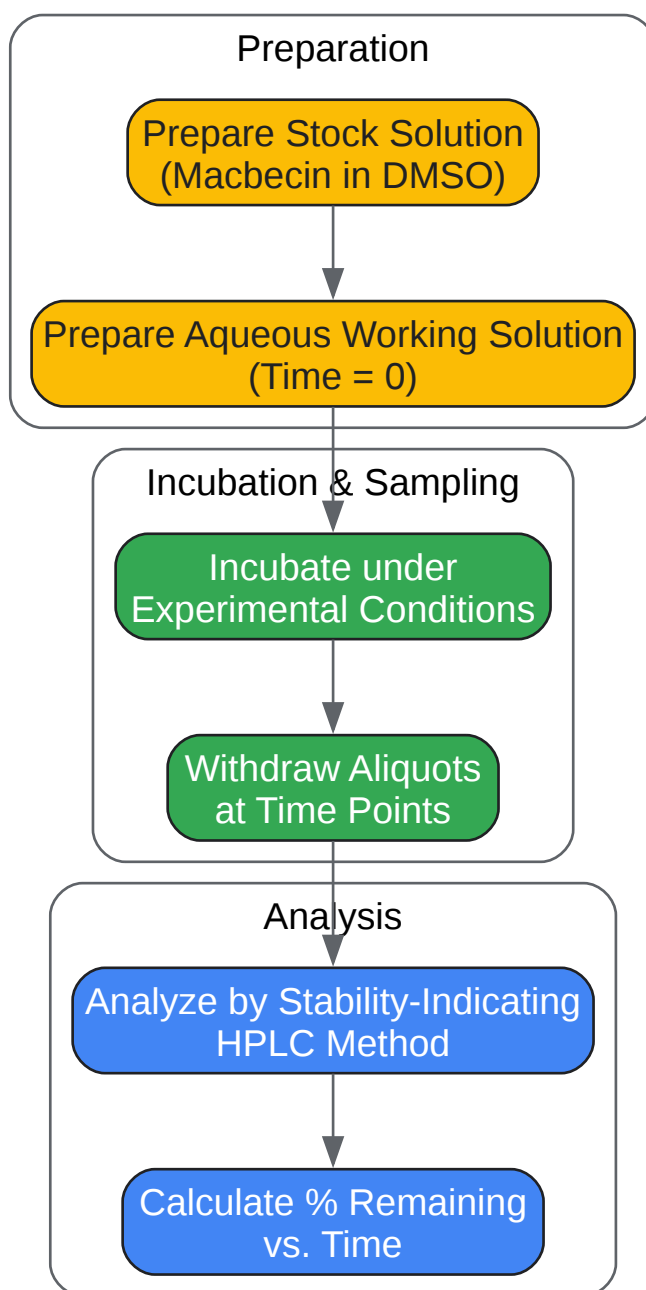 Preparation
Prepare Stock Solution
(Macbecin in DMSO)
Prepare Aqueous Working Solution
(Time = 0)
Incubation & Sampling
Incubate under
Experimental Conditions
Withdraw Aliquots
at Time Points
Analysis
Analyze by Stability-Indicating
HPLC Method
Calculate % Remaining
vs. Time